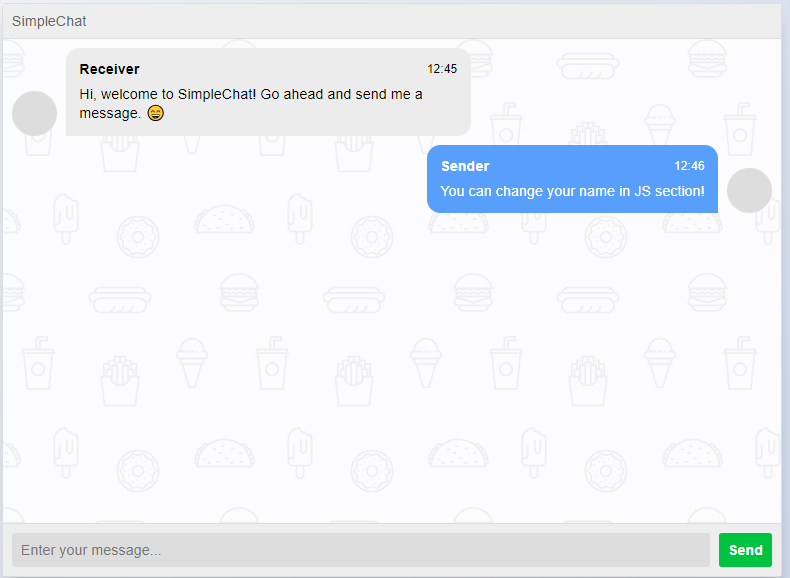 SimpleChat
Receiver 12:45
Hi, welcome to SimpleChat! Go ahead and send me a
message. 😄
Sender 12:46
You can change your name in JS section!
Enter your message...
Send